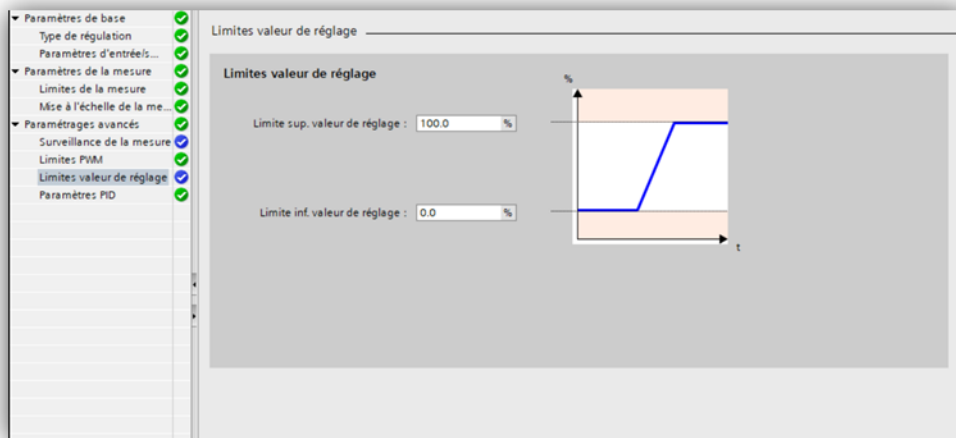 Paramètres de base
Type de régulation
Paramètres d'entrée/s...
Paramètres de la mesure
Limites de la mesure
Mise à l'échelle de la me...
Paramétrages avancés
Surveillance de la mesure
Limites PWM
Limites valeur de réglage
Paramètres PID
Limites valeur de réglage
Limites valeur de réglage
%
Limite sup. valeur de réglage : 100.0 %
Limite inf. valeur de réglage : 0.0 %
t